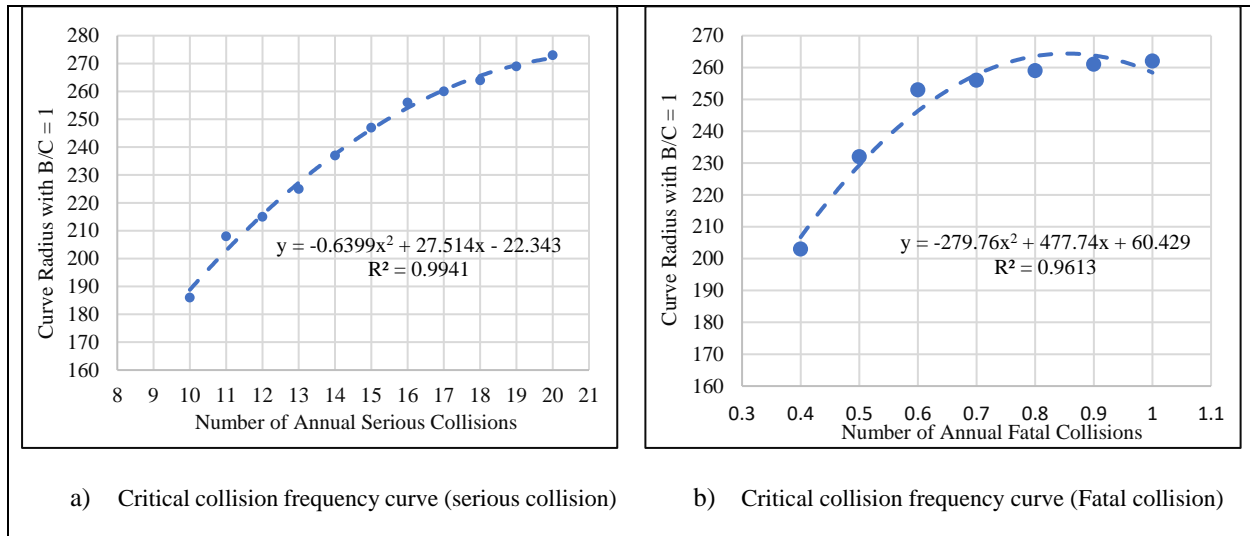 280
270
260
250
240
230
220
210
200
190
180
170
160
Curve Radius with B/C = 1
y = -0.6399x² + 27.514x - 22.343
R² = 0.9941
8 9 10 11 12 13 14 15 16 17 18 19 20 21
Number of Annual Serious Collisions
a) Critical collision frequency curve (serious collision)
270
260
250
240
230
220
210
200
190
180
170
160
Curve Radius with B/C = 1
y = -279.76x² + 477.74x + 60.429
R² = 0.9613
0.3 0.4 0.5 0.6 0.7 0.8 0.9 1 1.1
Number of Annual Fatal Collisions
b) Critical collision frequency curve (Fatal collision)